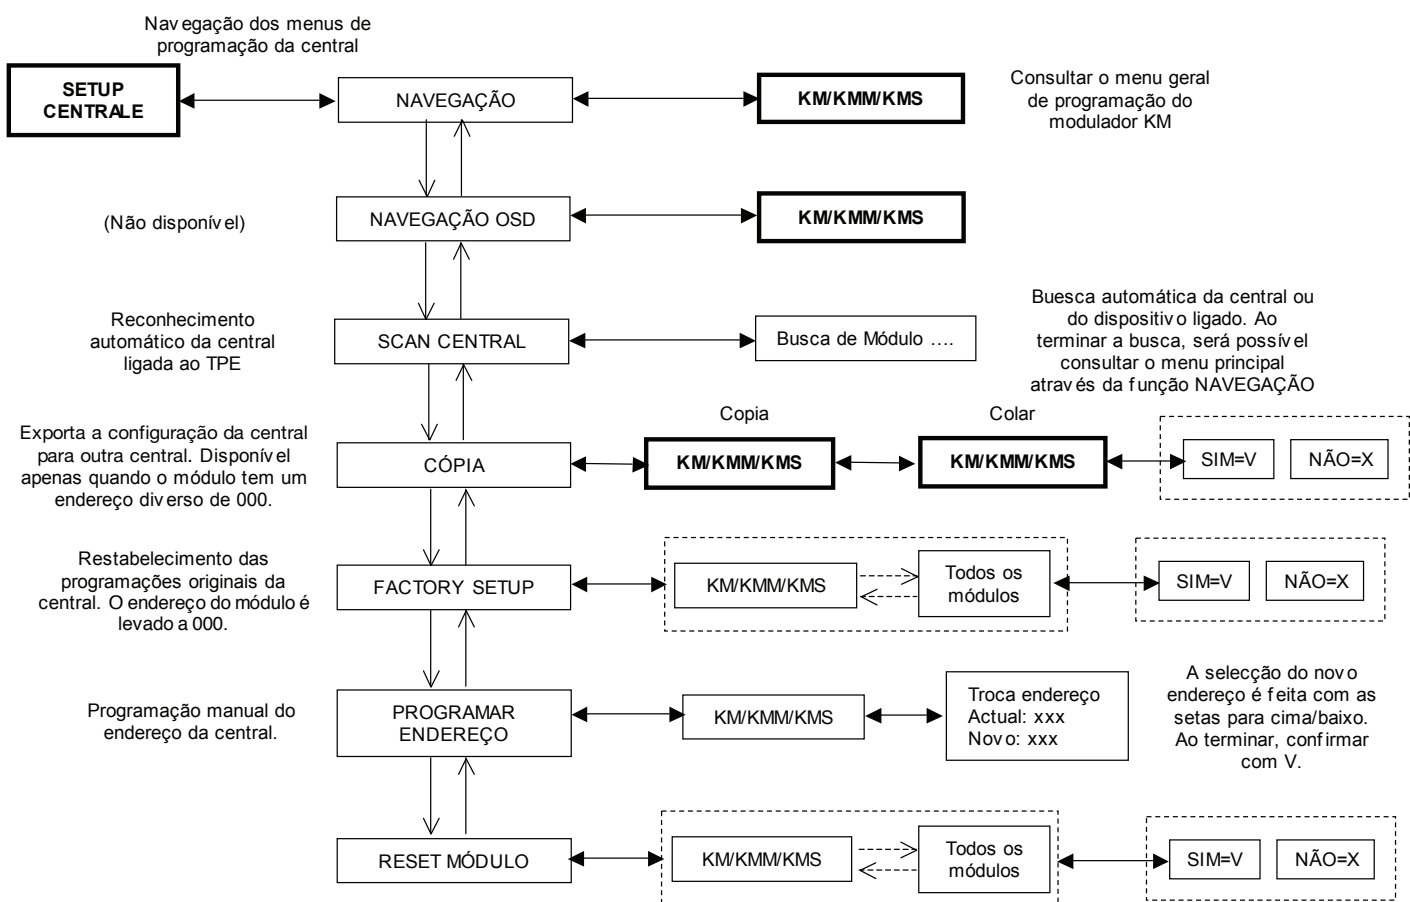 Navegação dos menus de
programação da central
SETUP
CENTRALE
NAVEGAÇÃO
KM/KMM/KMS
Consultar o menu geral
de programação do
modulador KM
(Não disponível)
NAVEGAÇÃO OSD
KM/KMM/KMS
Reconhecimento
automático da central
ligada ao TPE
SCAN CENTRAL
Busca de Módulo ....
Buesca automática da central ou
do dispositivo ligado. Ao
terminar a busca, será possível
consultar o menu principal
através da função NAVEGAÇÃO
Exporta a configuração da central
para outra central. Disponível
apenas quando o módulo tem um
endereço diverso de 000.
CÓPIA
Copia
KM/KMM/KMS
Colar
KM/KMM/KMS
SIM=V
NÃO=X
Restabelecimento das
programações originais da
central. O endereço do módulo é
levado a 000.
FACTORY SETUP
KM/KMM/KMS
Todos os
módulos
SIM=V
NÃO=X
Programação manual do
endereço da central.
PROGRAMAR
ENDEREÇO
KM/KMM/KMS
Troca endereço
Actual: xxx
Novo: xxx
A selecção do novo
endereço é feita com as
setas para cima/baixo.
Ao terminar, confirmar
com V.
RESET MÓDULO
KM/KMM/KMS
Todos os
módulos
SIM=V
NÃO=X